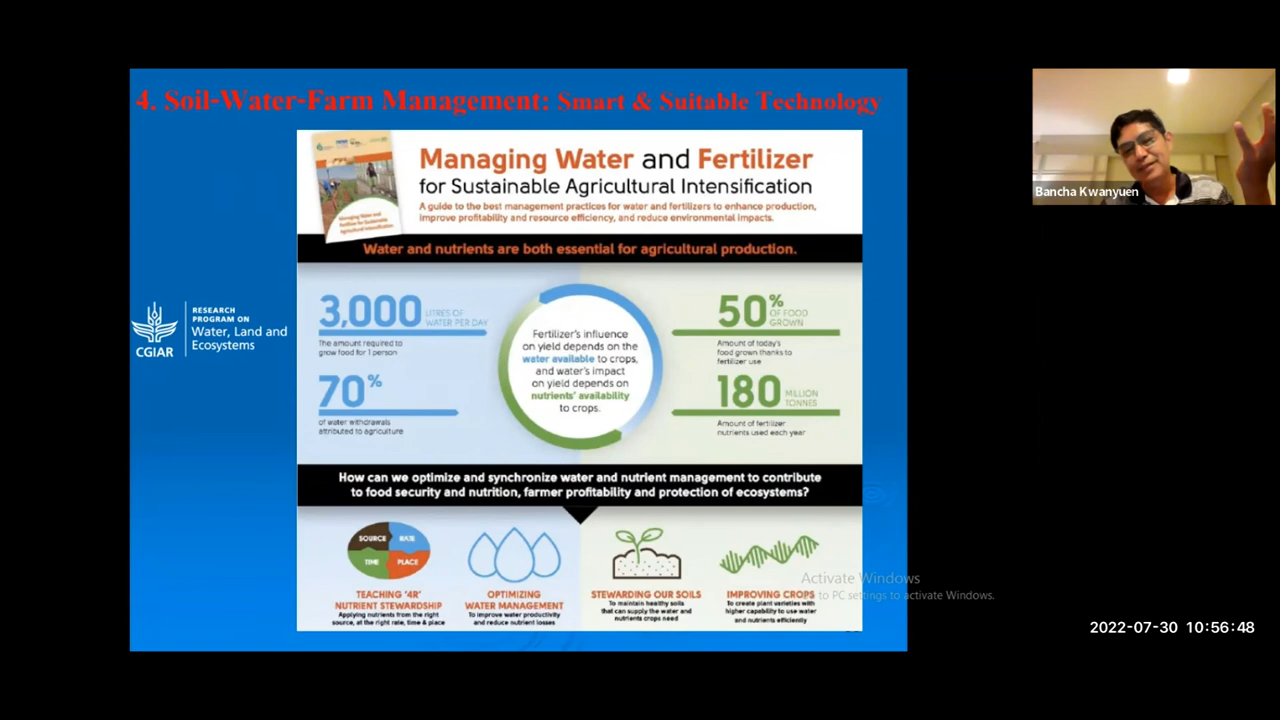 4. Soil-Water-Farm Management: Smart & Suitable Technology
Managing Water and Fertilizer
for Sustainable Agricultural Intensification
A guide to the best management practices for water and fertilizers to enhance production,
improve profitability and resource efficiency, and reduce environmental impacts.
Managing Water and
Fertilizer for Sustainable
Agricultural Intensification
Water and nutrients are both essential for agricultural production.
3,000 LITRES OF
WATER PER DAY
The amount required to
grow food for 1 person
70%
of water withdrawals
attributed to agriculture
Fertilizer's influence
on yield depends on the
water available to crops,
and water's impact
on yield depends on
nutrients' availability
to crops.
50% OF FOOD
GROWN
Amount of today's
food grown thanks to
fertilizer use
180 MILLION
TONNES
Amount of fertilizer
nutrients used each year
How can we optimize and synchronize water and nutrient management to contribute
to food security and nutrition, farmer profitability and protection of ecosystems?
SOURCE RATE
TIME PLACE
TEACHING '4R'
NUTRIENT STEWARDSHIP
Applying nutrients from the right
source, at the right rate, time & place
OPTIMIZING
WATER MANAGEMENT
To improve water productivity
and reduce nutrient losses
STEWARDING OUR SOILS
To maintain healthy soils
that can supply the water and
nutrients crops need
IMPROVING CROPS
To create plant varieties with
higher capability to use water
and nutrients efficiently
CGIAR
RESEARCH
PROGRAM ON
Water, Land and
Ecosystems
Bancha Kwanyuen
Activate Windows
to PC settings to activate Windows.
2022-07-30 10:56:48